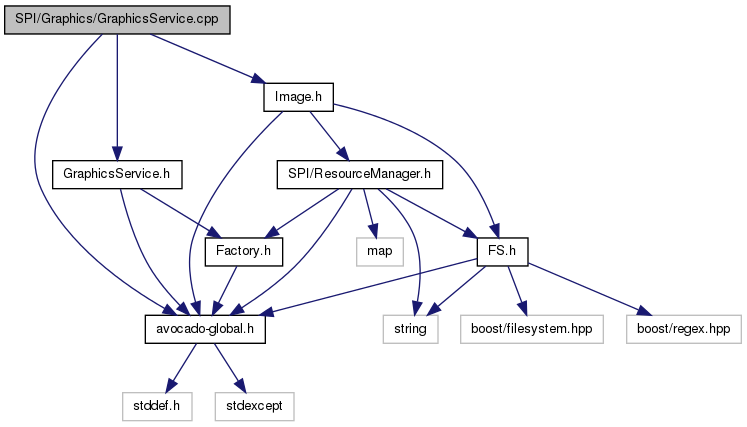 SPI/Graphics/GraphicsService.cpp
Image.h
GraphicsService.h
SPI/ResourceManager.h
Factory.h
map
FS.h
avocado-global.h
string
boost/filesystem.hpp
boost/regex.hpp
stddef.h
stdexcept